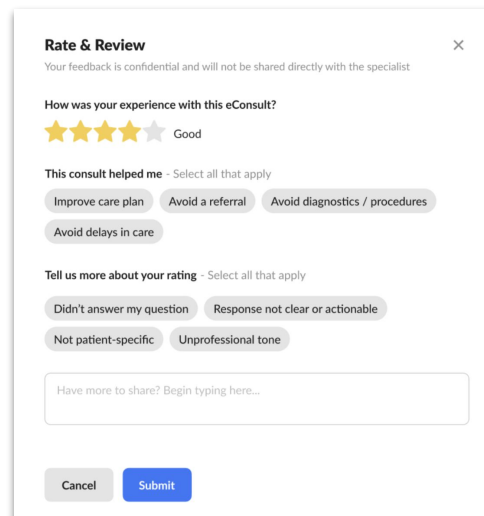 Rate & Review
Your feedback is confidential and will not be shared directly with the specialist
How was your experience with this eConsult?
Good
This consult helped me - Select all that apply
Improve care plan Avoid a referral Avoid diagnostics / procedures
Avoid delays in care
Tell us more about your rating - Select all that apply
Didn't answer my question Response not clear or actionable
Not patient-specific Unprofessional tone
Have more to share? Begin typing here...
Cancel Submit